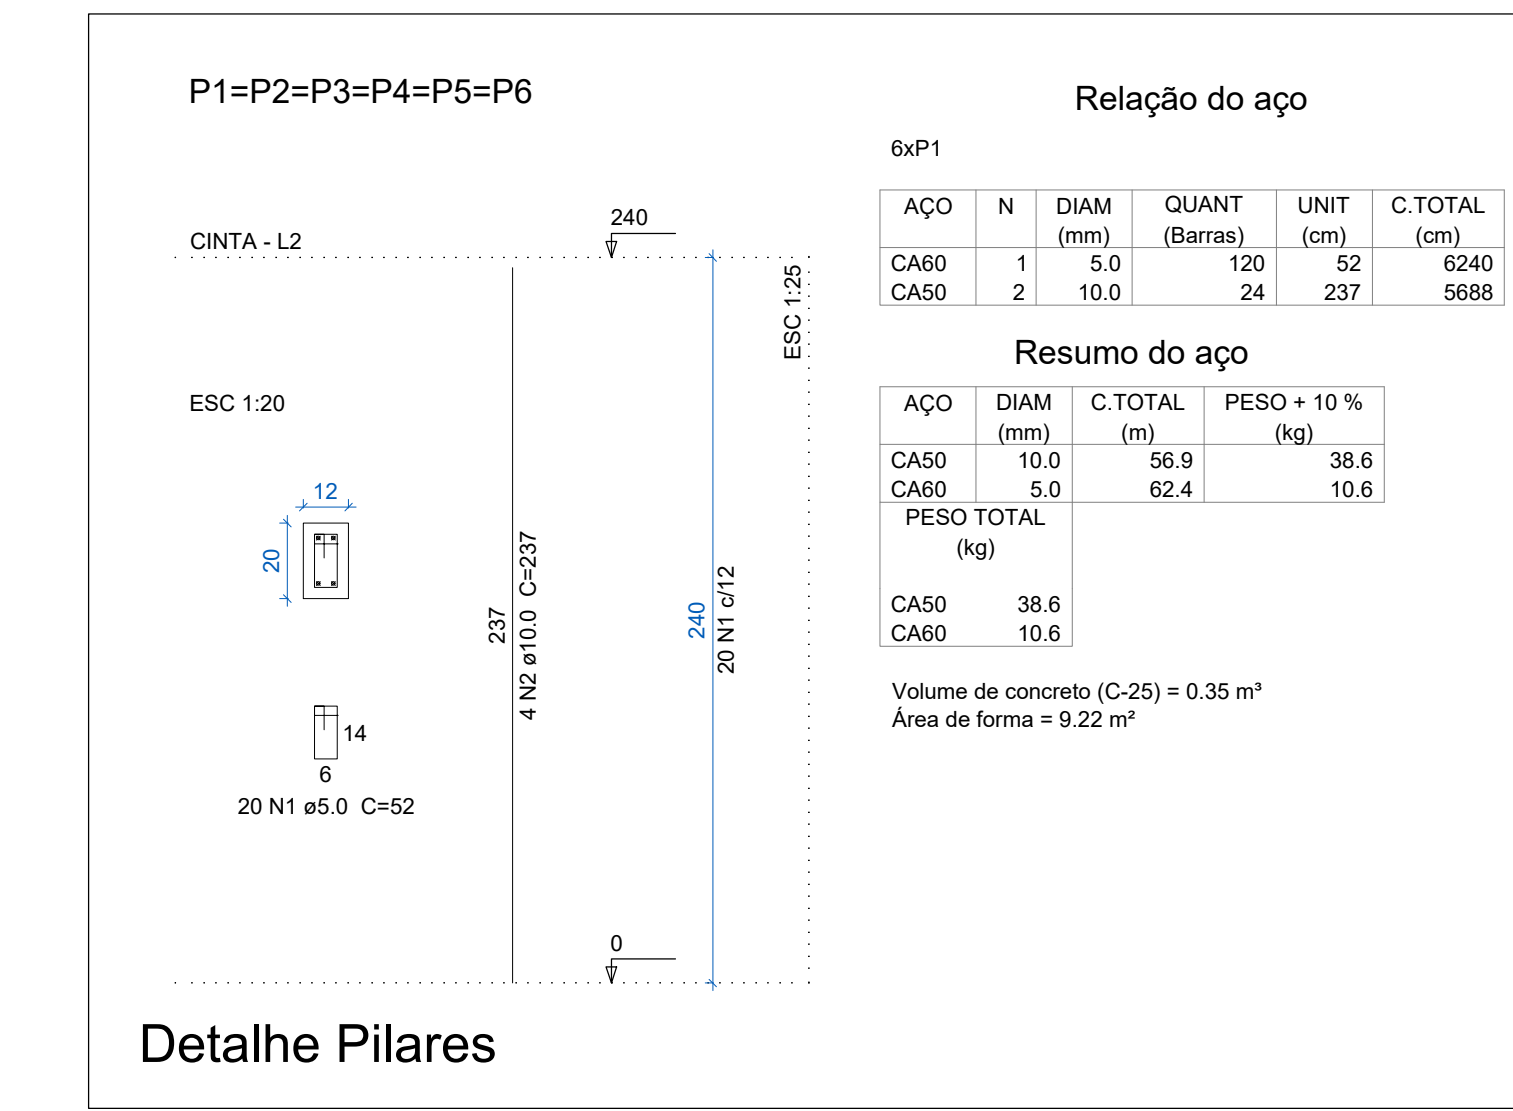 P1=P2=P3=P4=P5=P6
CINTA - L2
240
ESC 1:25
ESC 1:20
12
20
237
4 N2 ø10.0 C=237
240
20 N1 c/12
14
6
20 N1 ø5.0 C=52
0
Detalhe Pilares
Relação do aço
6xP1
AÇO N DIAM QUANT UNIT C.TOTAL
(mm) (Barras) (cm) (cm)
CA60 1 5.0 120 52 6240
CA50 2 10.0 24 237 5688
Resumo do aço
AÇO DIAM C.TOTAL PESO + 10 %
(mm) (m) (kg)
CA50 10.0 56.9 38.6
CA60 5.0 62.4 10.6
PESO TOTAL
(kg)
CA50 38.6
CA60 10.6
Volume de concreto (C-25) = 0.35 m³
Área de forma = 9.22 m²